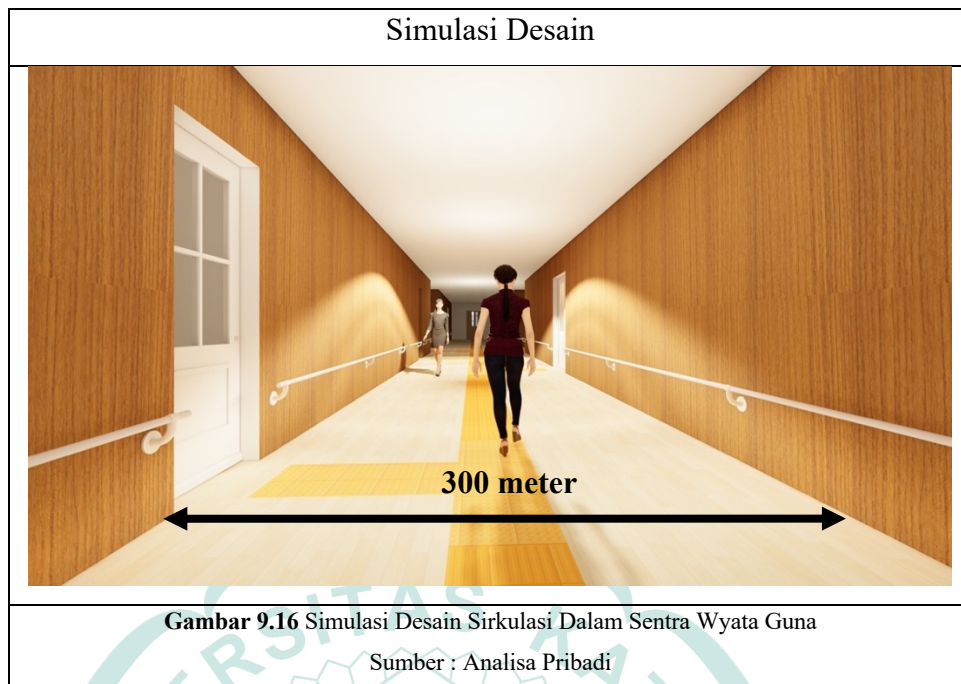 Simulasi Desain
300 meter
Gambar 9.16 Simulasi Desain Sirkulasi Dalam Sentra Wyata Guna
Sumber : Analisa Pribadi